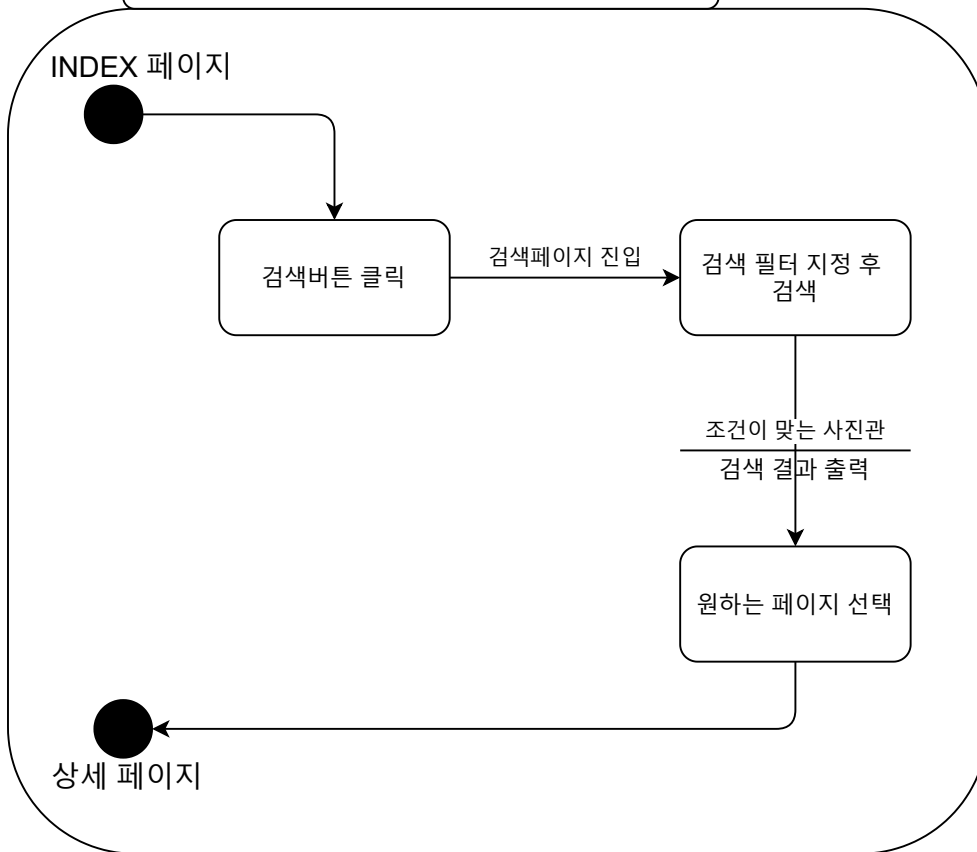 INDEX 페이지
검색버튼 클릭
검색페이지 진입
검색 필터 지정 후
검색
조건이 맞는 사진관
검색 결과 출력
원하는 페이지 선택
상세 페이지